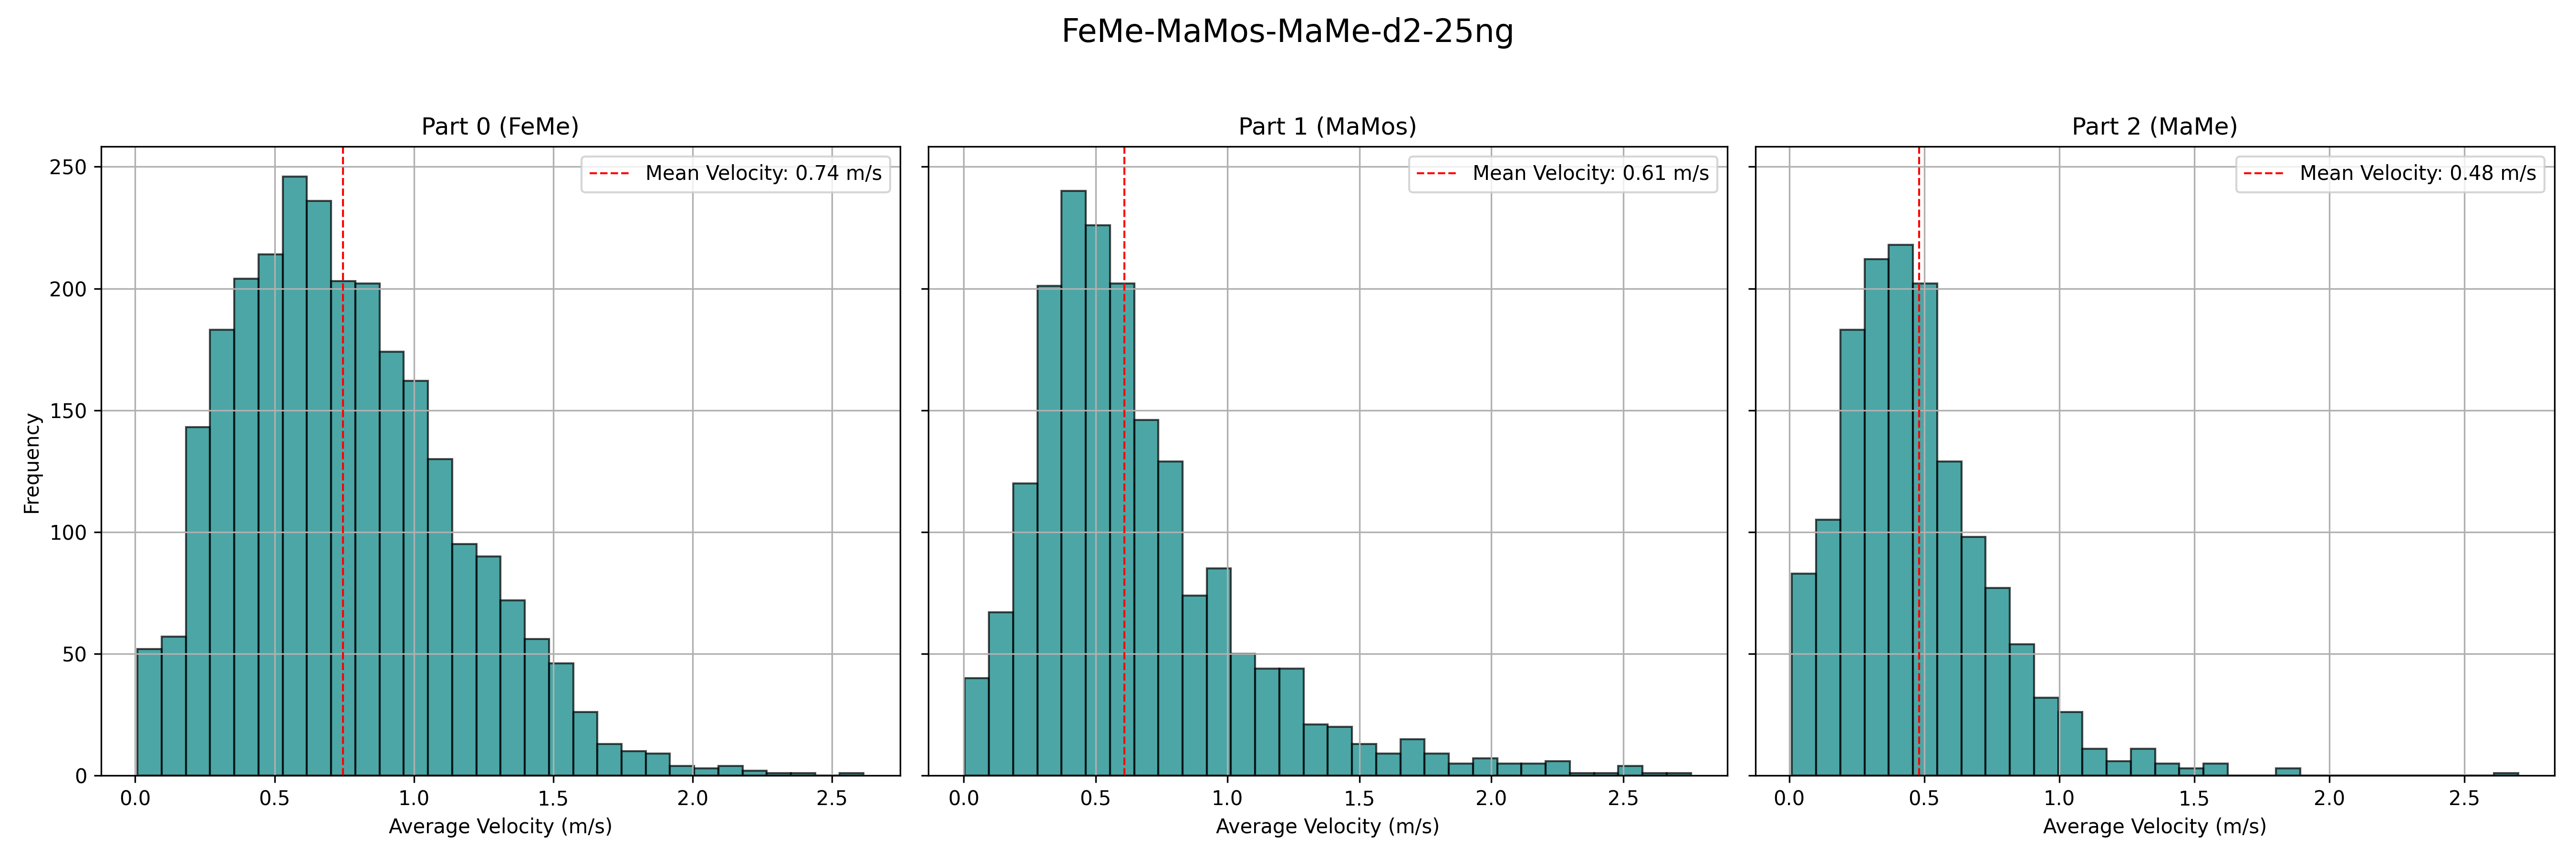 FeMe-MaMos-MaMe-d2-25ng
Part 0 (FeMe)
Mean Velocity: 0.74 m/s
250
200
150
100
50
0
Frequency
0.0 0.5 1.0 1.5 2.0 2.5
Average Velocity (m/s)
Part 1 (MaMos)
Mean Velocity: 0.61 m/s
0.0 0.5 1.0 1.5 2.0 2.5
Average Velocity (m/s)
Part 2 (MaMe)
Mean Velocity: 0.48 m/s
0.0 0.5 1.0 1.5 2.0 2.5
Average Velocity (m/s)